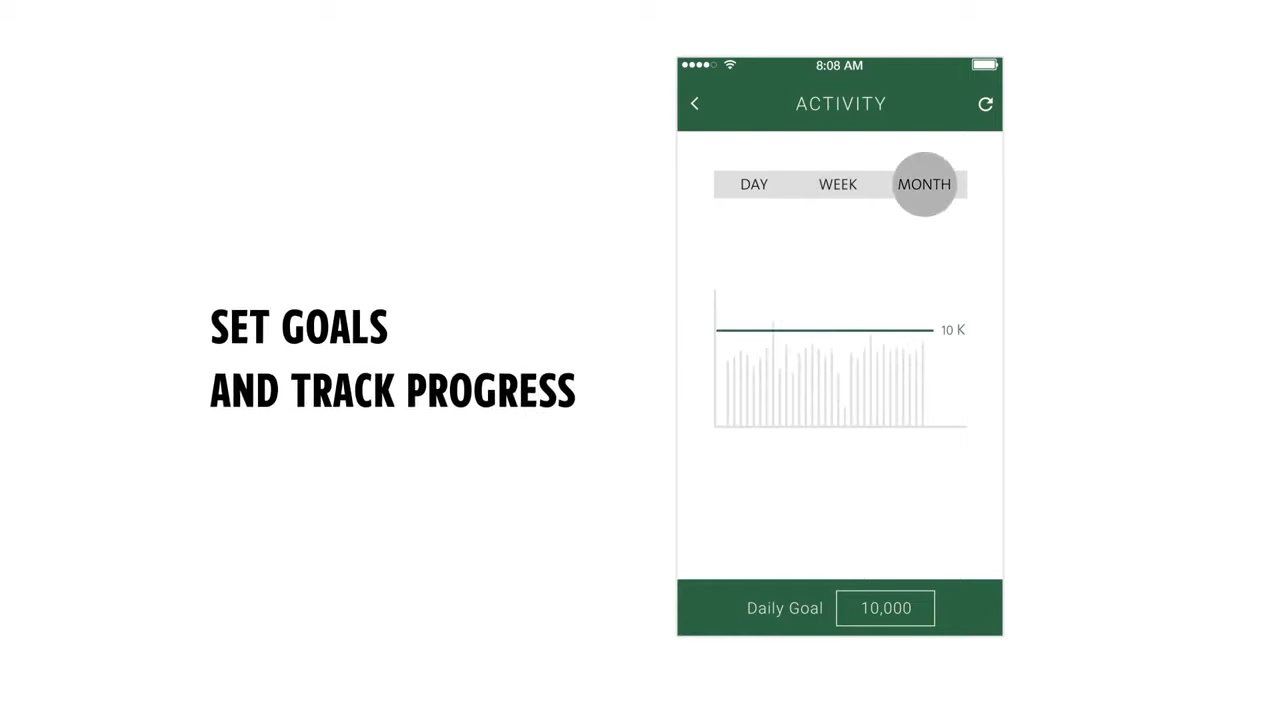 SET GOALS
AND TRACK PROGRESS
8:08 AM
ACTIVITY
DAY WEEK MONTH
10 K
Daily Goal 10,000